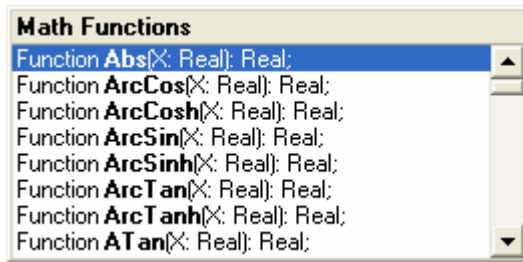 Math Functions
Function Abs(X: Real): Real;
Function ArcCos(X: Real): Real;
Function ArcCosh(X: Real): Real;
Function ArcSin(X: Real): Real;
Function ArcSinh(X: Real): Real;
Function ArcTan(X: Real): Real;
Function ArcTanh(X: Real): Real;
Function ATan(X: Real): Real;